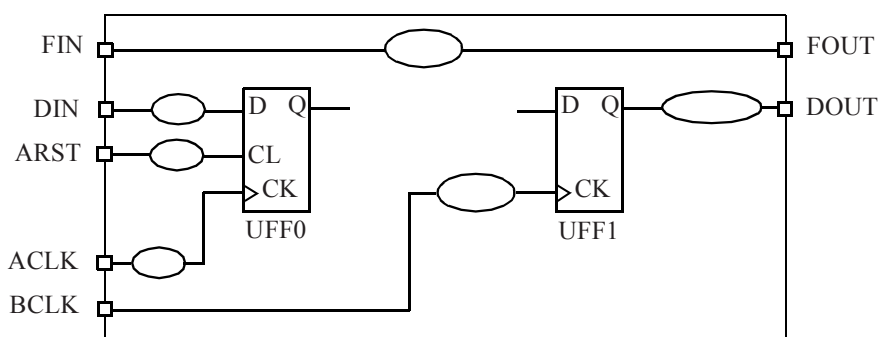 FIN FOUT
DIN D Q D Q DOUT
ARST CL
CK CK
UFF0 UFF1
ACLK
BCLK